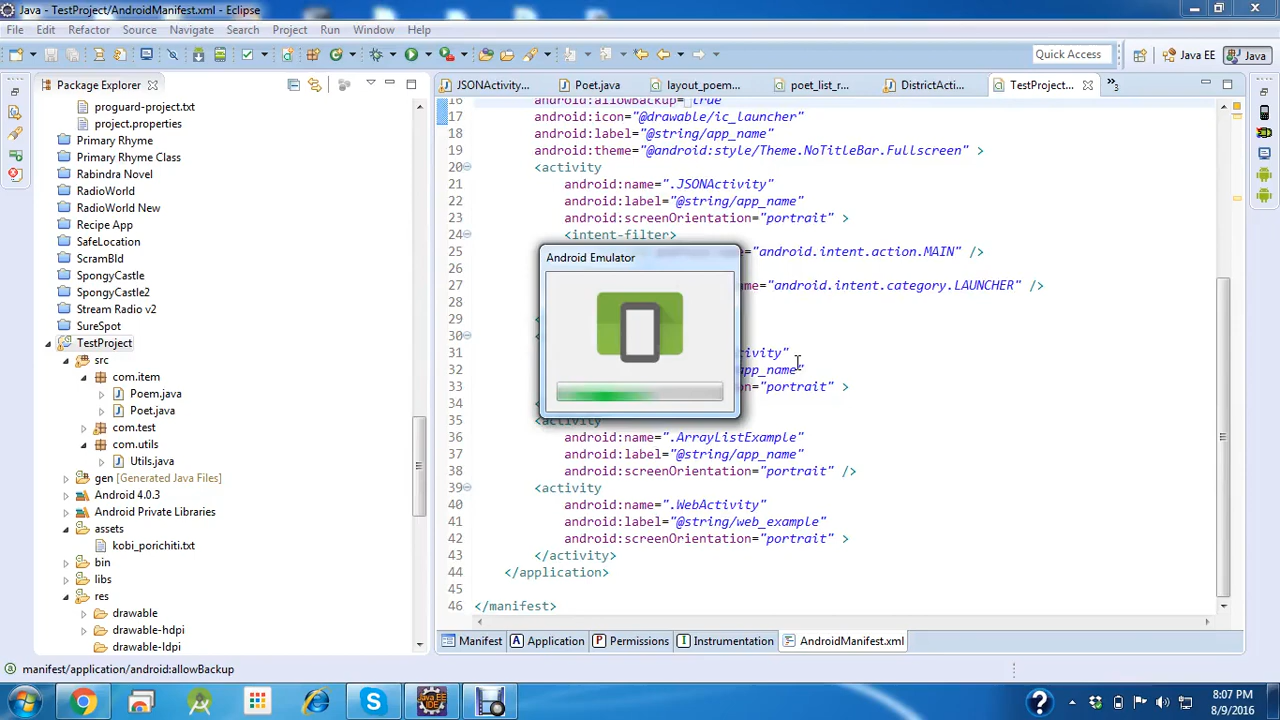 Java - TestProject/AndroidManifest.xml - Eclipse
File Edit Refactor Source Navigate Search Project Run Window Help
Quick Access
Java EE
Java
Package Explorer
proguard-project.txt
project.properties
Primary Rhyme
Primary Rhyme Class
Rabindra Novel
RadioWorld
RadioWorld New
Recipe App
SafeLocation
ScramBld
SpongyCastle
SpongyCastle2
Stream Radio v2
SureSpot
TestProject
src
com.item
Poem.java
Poet.java
com.test
com.utils
Utils.java
gen [Generated Java Files]
Android 4.0.3
Android Private Libraries
assets
kobi_porichiti.txt
bin
libs
res
drawable
drawable-hdpi
drawable-ldpi
JSONActivity... Poet.java layout_poem... poet_list_r... DistrictActi... TestProject... »3
16 android:allowBackup="true
17 android:icon="@drawable/ic_launcher"
18 android:label="@string/app_name"
19 android:theme="@android:style/Theme.NoTitleBar.Fullscreen" >
20 <activity
21 android:name=".JSONActivity"
22 android:label="@string/app_name"
23 android:screenOrientation="portrait" >
24 <intent-filter>
25 ="android.intent.action.MAIN" />
26
27 ame="android.intent.category.LAUNCHER" />
28
29
30
31 tivity"
32 app_name"
33 on="portrait" >
34
35 <activity
36 android:name=".ArrayListExample"
37 android:label="@string/app_name"
38 android:screenOrientation="portrait" />
39 <activity
40 android:name=".WebActivity"
41 android:label="@string/web_example"
42 android:screenOrientation="portrait" >
43 </activity>
44 </application>
45
46 </manifest>
Android Emulator
Manifest Application Permissions Instrumentation AndroidManifest.xml
manifest/application/android:allowBackup
8:07 PM
8/9/2016